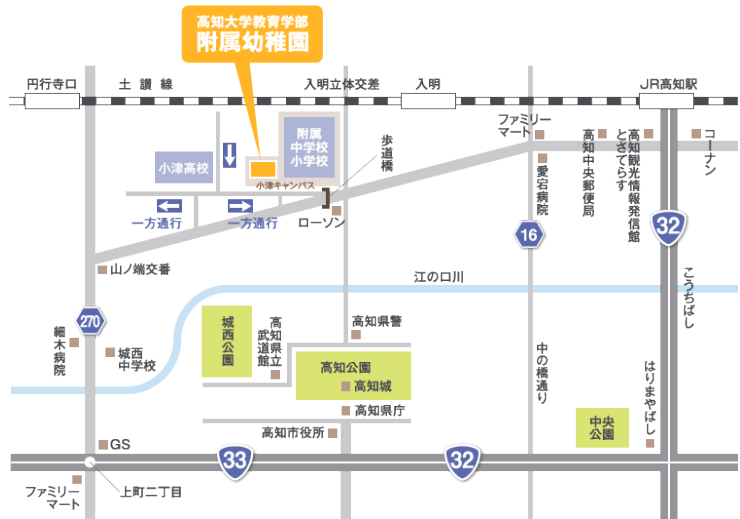 高知大学教育学部
附属幼稚園
円行寺口
土讃線
入明立体交差
入明
JR高知駅
ファミリー
マート
高知中央郵便局
高知観光情報発信館
とさてらす
コーナン
附属
中学校
小学校
小津高校
小津キャンパス
歩道橋
愛宕病院
一方通行
一方通行
ローソン
16
32
山ノ端交番
江の口川
こうちばし
270
細木病院
城西
中学校
城西公園
高知県立
武道館
高知県警
高知公園
高知城
高知県庁
高知市役所
中の橋通り
はりまやばし
中央
公園
GS
33
32
ファミリー
マート
上町二丁目